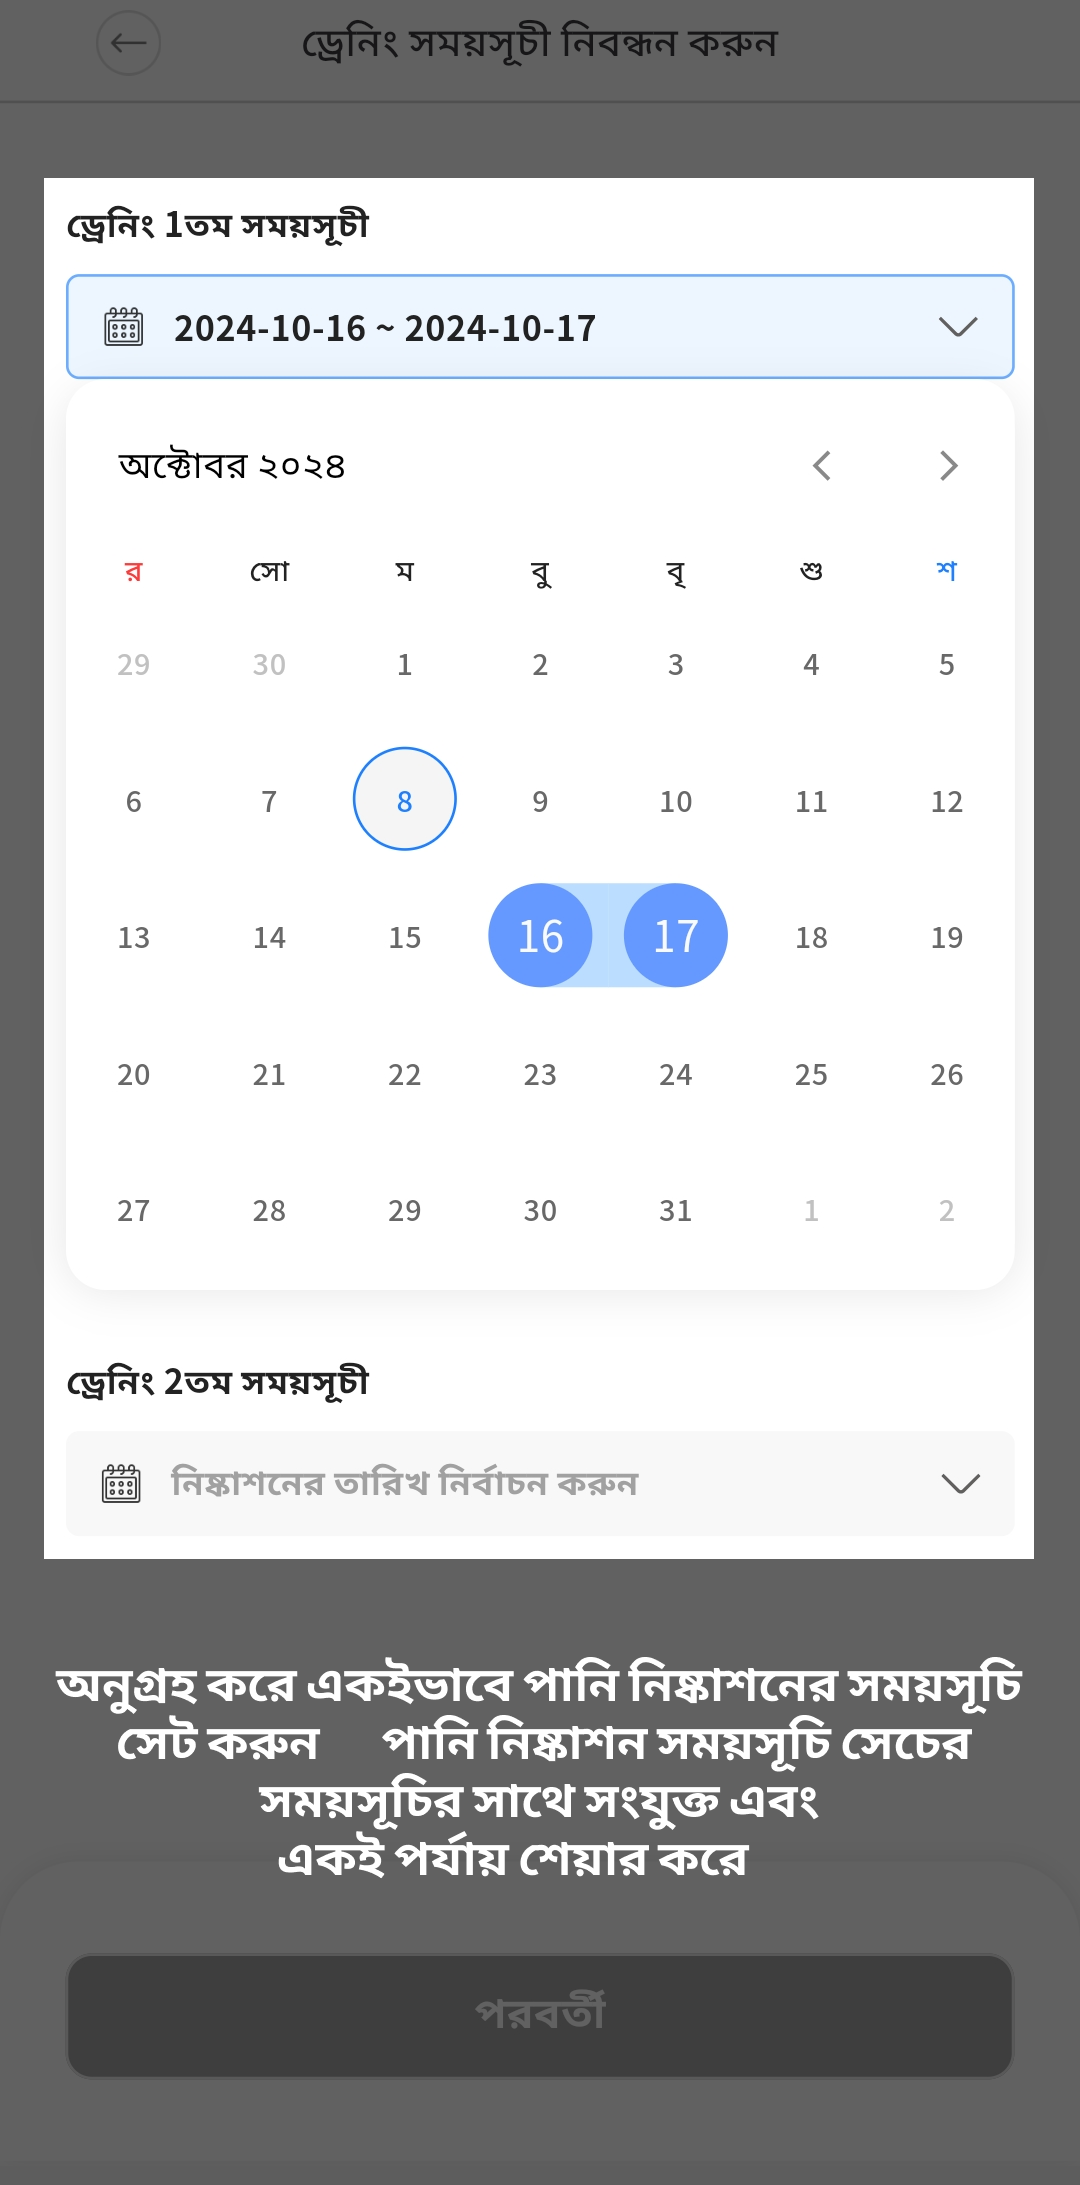 ড্রেনিং সময়সূচী নিবন্ধন করুন
ড্রেনিং 1তম সময়সূচী
2024-10-16 ~ 2024-10-17
অক্টোবর ২০২৪
র সো ম বু বৃ শু শ
29 30 1 2 3 4 5
6 7 8 9 10 11 12
13 14 15 16 17 18 19
20 21 22 23 24 25 26
27 28 29 30 31 1 2
ড্রেনিং 2তম সময়সূচী
নিষ্কাশনের তারিখ নির্বাচন করুন
অনুগ্রহ করে একইভাবে পানি নিষ্কাশনের সময়সূচি
সেট করুন পানি নিষ্কাশন সময়সূচি সেচের
সময়সূচির সাথে সংযুক্ত এবং
একই পর্যায় শেয়ার করে
পরবর্তী